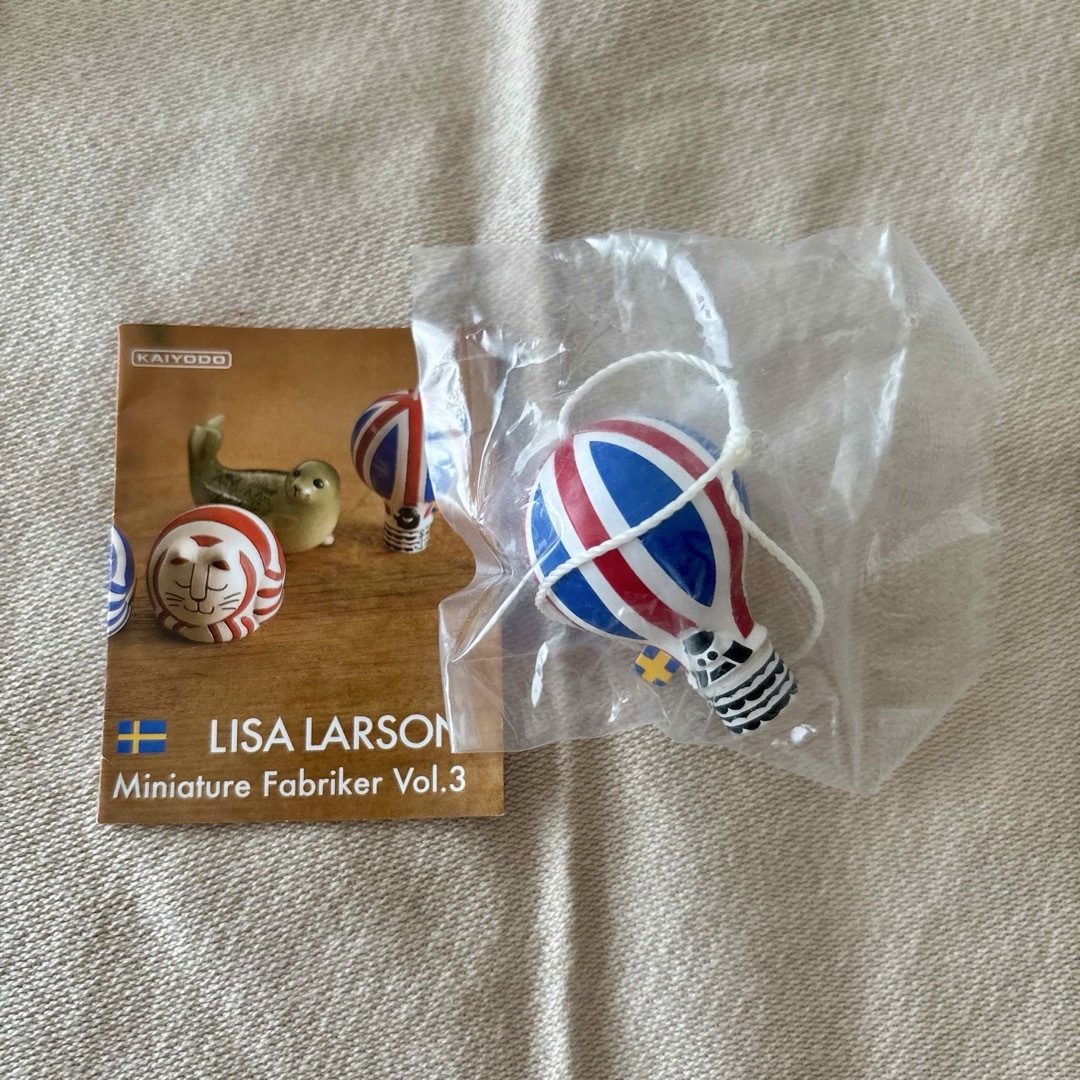 KAIYODO
LISA LARSON
Miniature Fabriker Vol.3